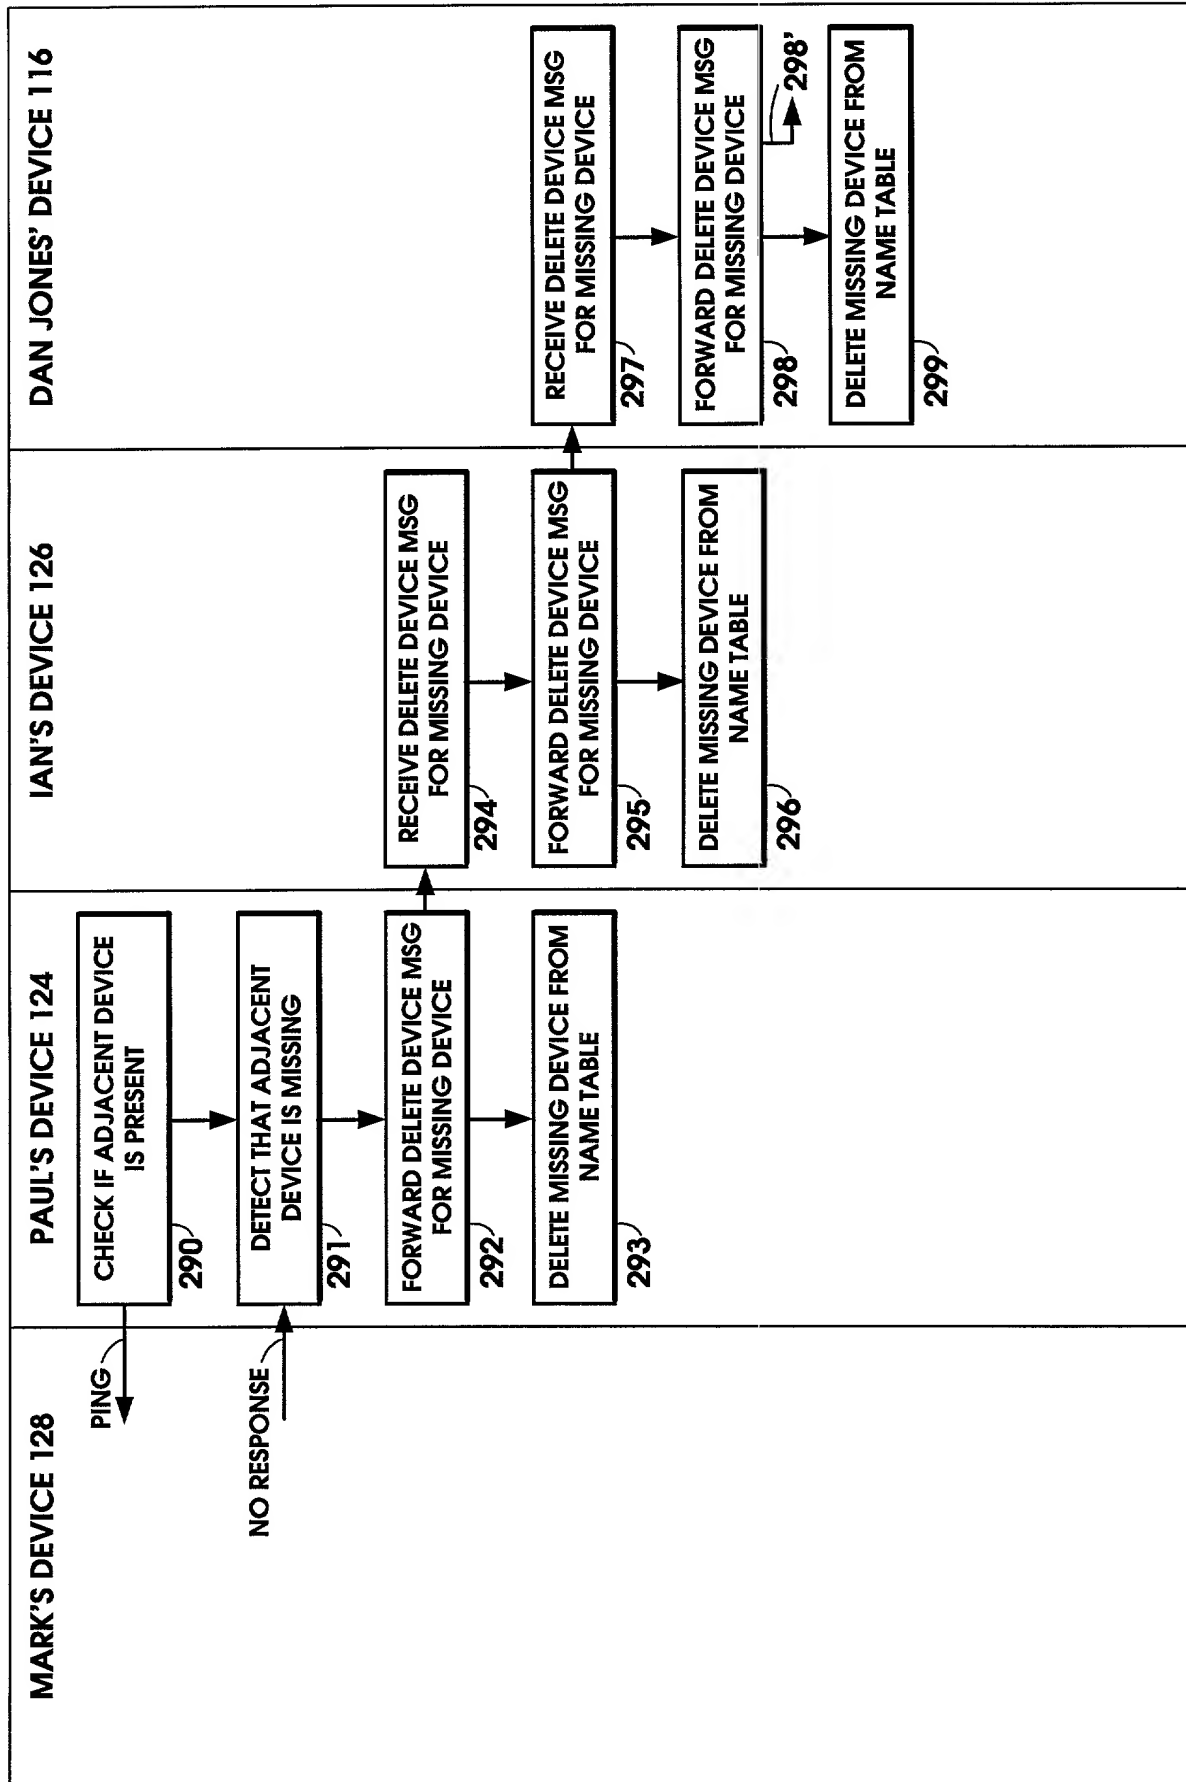 MARK'S DEVICE 128
PING
NO RESPONSE
PAUL'S DEVICE 124
CHECK IF ADJACENT DEVICE
IS PRESENT
290
DETECT THAT ADJACENT
DEVICE IS MISSING
291
FORWARD DELETE DEVICE MSG
FOR MISSING DEVICE
292
DELETE MISSING DEVICE FROM
NAME TABLE
293
IAN'S DEVICE 126
RECEIVE DELETE DEVICE MSG
FOR MISSING DEVICE
294
FORWARD DELETE DEVICE MSG
FOR MISSING DEVICE
295
DELETE MISSING DEVICE FROM
NAME TABLE
296
DAN JONES' DEVICE 116
RECEIVE DELETE DEVICE MSG
FOR MISSING DEVICE
297
FORWARD DELETE DEVICE MSG
FOR MISSING DEVICE
298
298'
DELETE MISSING DEVICE FROM
NAME TABLE
299